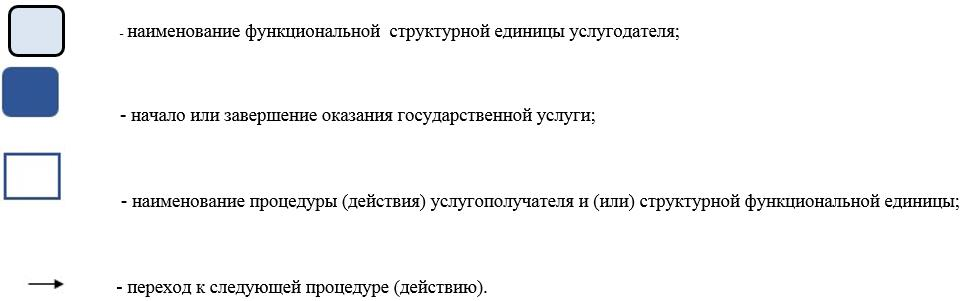 - наименование функциональной структурной единицы услугодателя;
- начало или завершение оказания государственной услуги;
- наименование процедуры (действия) услугополучателя и (или) структурной функциональной единицы;
- переход к следующей процедуре (действию).